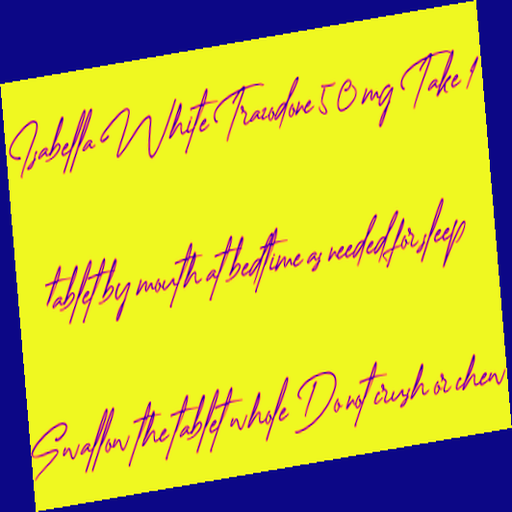 Isabella White Trazodone 50 mg Take 1
tablet by mouth at bedtime as needed for sleep
Swallow the tablet whole Do not crush or chew